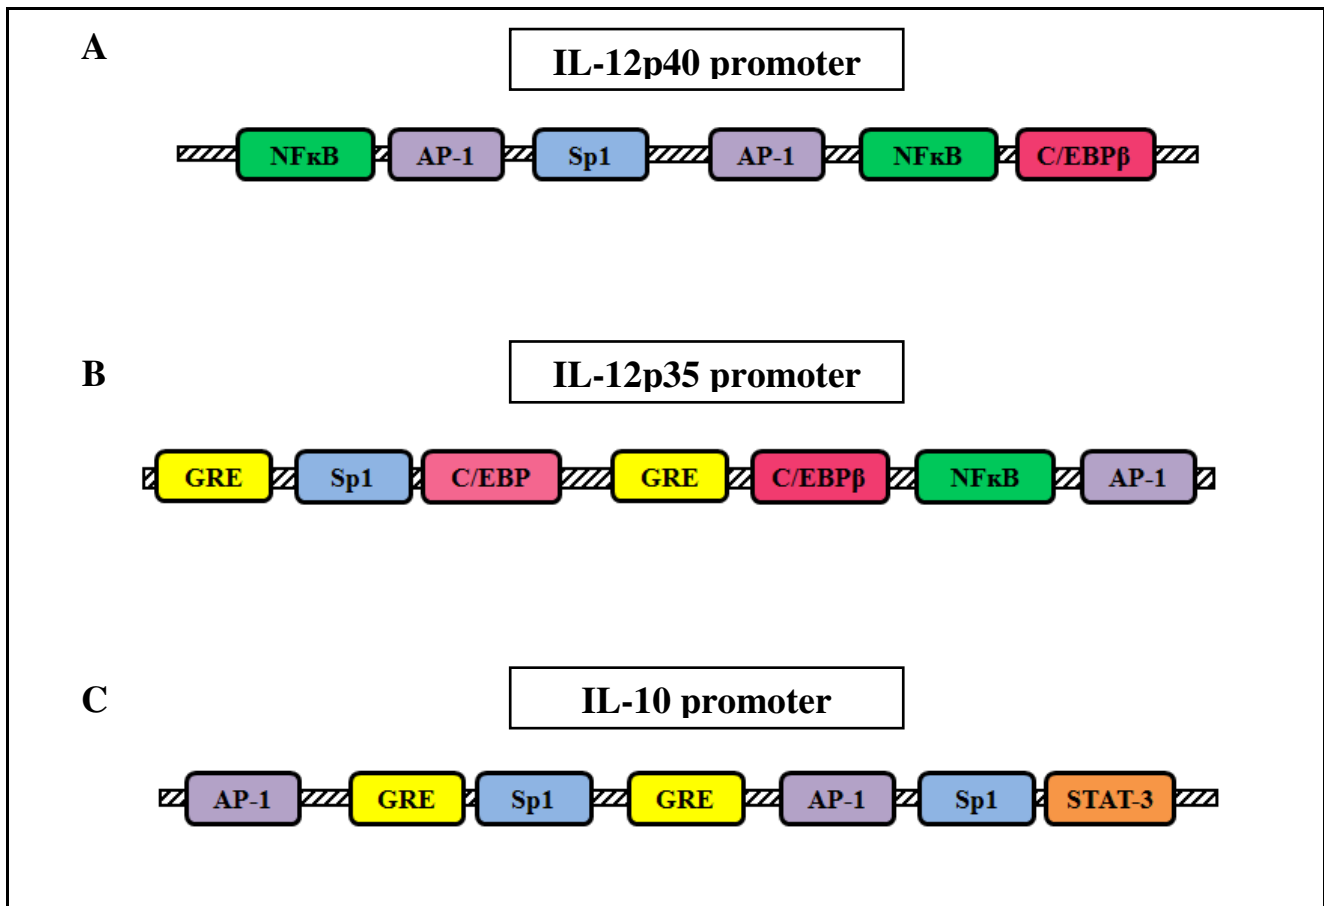 A
IL-12p40 promoter
NFκB AP-1 Sp1 AP-1 NFκB C/EBPβ
B
IL-12p35 promoter
GRE Sp1 C/EBP GRE C/EBPβ NFκB AP-1
C
IL-10 promoter
AP-1 GRE Sp1 GRE AP-1 Sp1 STAT-3